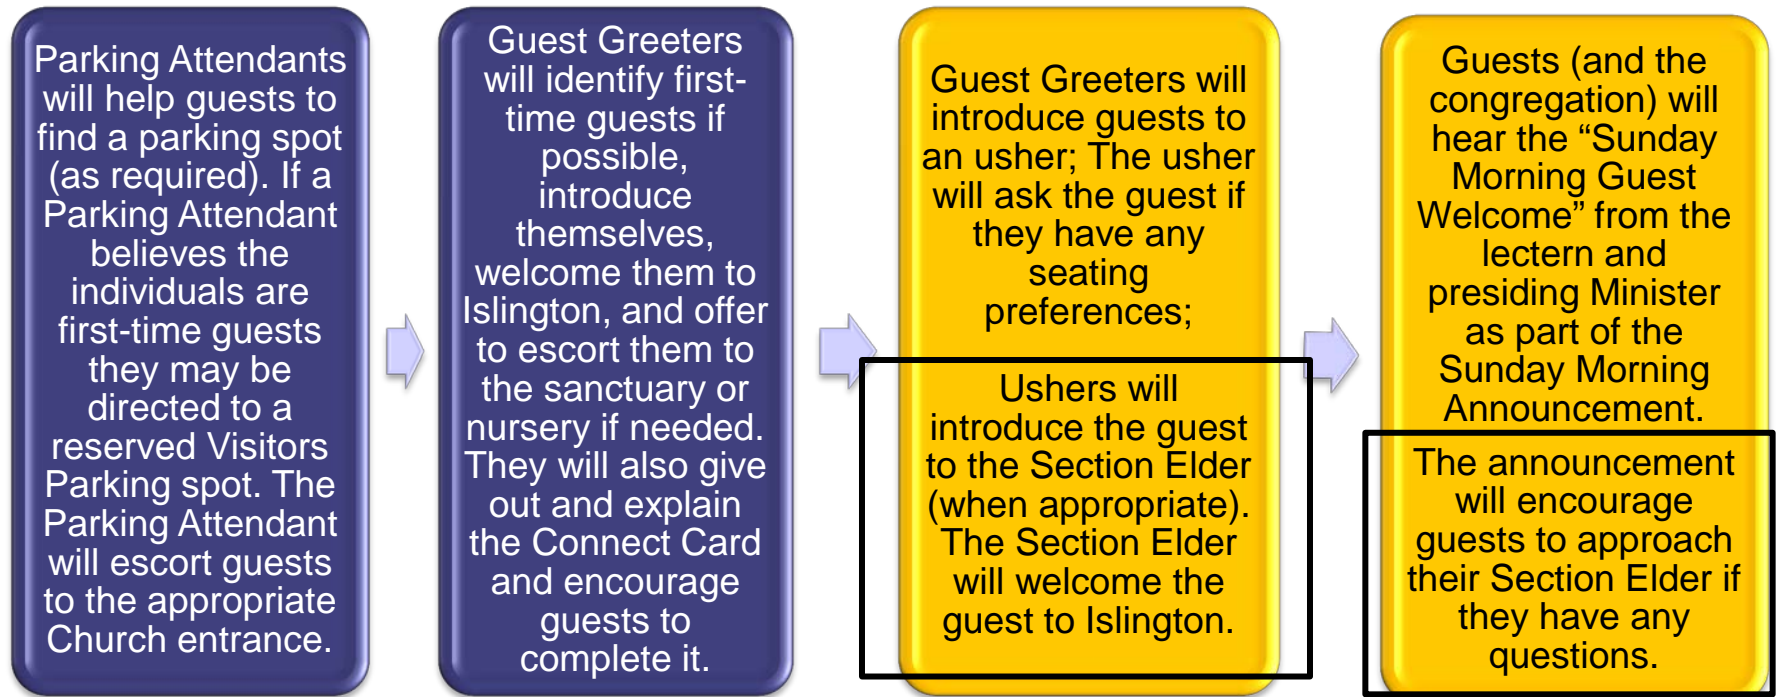 Parking Attendants
will help guests to
find a parking spot
(as required). If a
Parking Attendant
believes the
individuals are
first-time guests
they may be
directed to a
reserved Visitors
Parking spot. The
Parking Attendant
will escort guests
to the appropriate
Church entrance.
Guest Greeters
will identify first-
time guests if
possible,
introduce
themselves,
welcome them to
Islington, and offer
to escort them to
the sanctuary or
nursery if needed.
They will also give
out and explain
the Connect Card
and encourage
guests to
complete it.
Guest Greeters will
introduce guests to
an usher; The usher
will ask the guest if
they have any
seating
preferences;
Ushers will
introduce the guest
to the Section Elder
(when appropriate).
The Section Elder
will welcome the
guest to Islington.
Guests (and the
congregation) will
hear the “Sunday
Morning Guest
Welcome” from the
lectern and
presiding Minister
as part of the
Sunday Morning
Announcement.
The announcement
will encourage
guests to approach
their Section Elder if
they have any
questions.